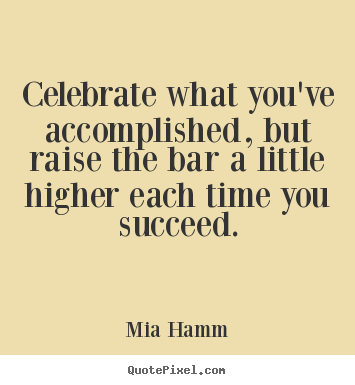 Celebrate what you've
accomplished, but
raise the bar a little
higher each time you
succeed.
Mia Hamm
QuotePixel.com